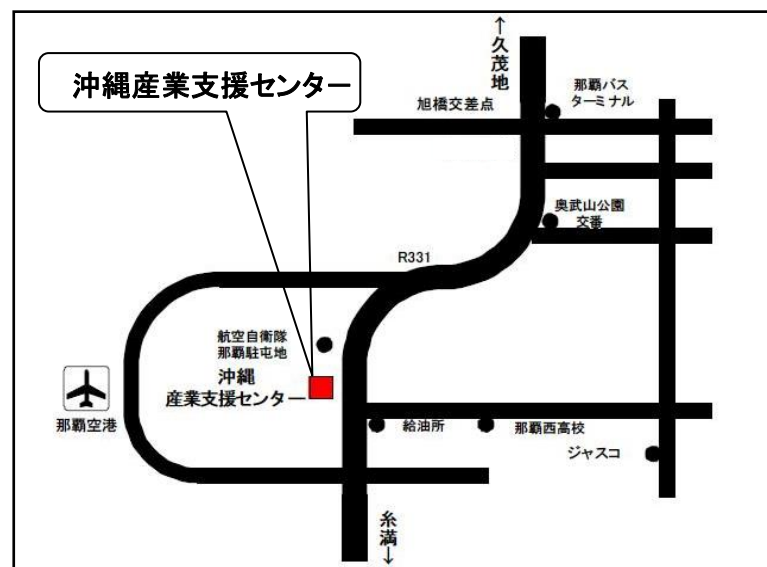 ↑久茂地
沖縄産業支援センター
那覇バス
ターミナル
旭橋交差点
奥武山公園
交番
R331
航空自衛隊
那覇駐屯地
沖縄
産業支援センター
那覇空港
給油所
那覇西高校
ジャスコ
糸満↓